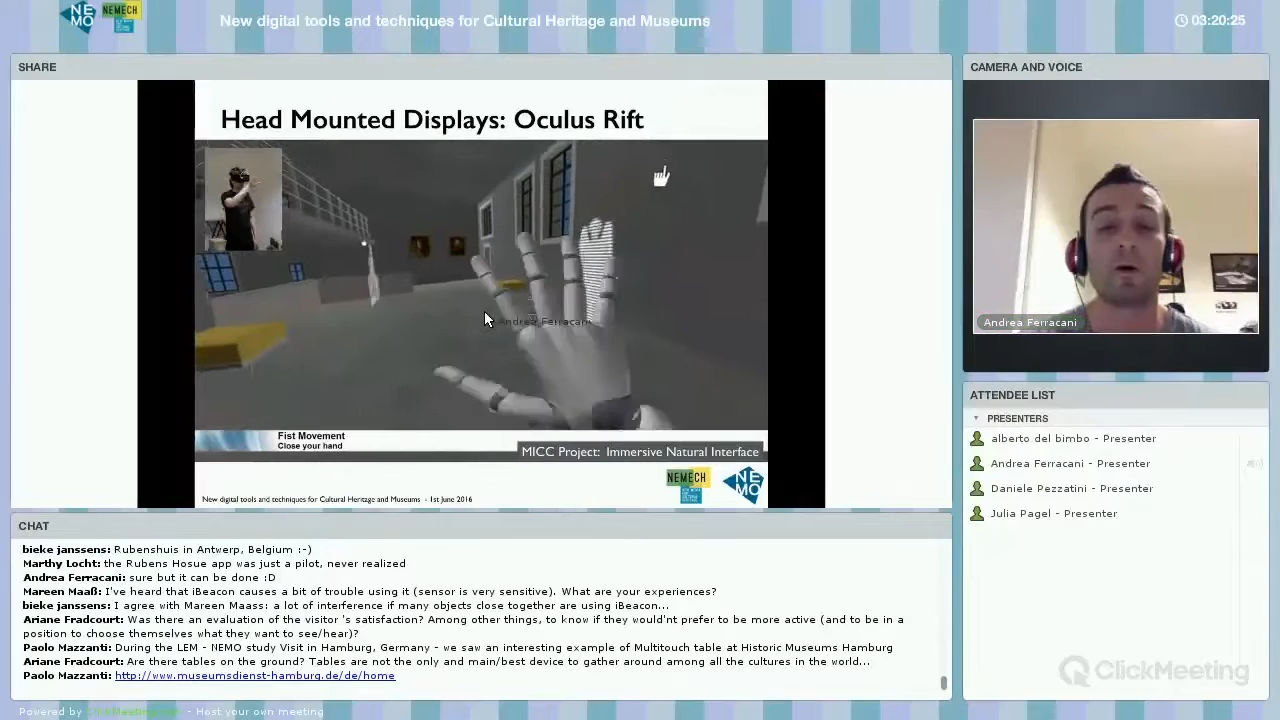 NE
MO
NEMECH
New digital tools and techniques for Cultural Heritage and Museums
03:20:25
SHARE
Head Mounted Displays: Oculus Rift
Andrea Ferracani
Fist Movement
Close your hand
MICC Project: Immersive Natural Interface
NEMECH
NE
MO
New digital tools and techniques for Cultural Heritage and Museums - 1st June 2016
CAMERA AND VOICE
Andrea Ferracani
ATTENDEE LIST
PRESENTERS
alberto del bimbo - Presenter
Andrea Ferracani - Presenter
Daniele Pezzatini - Presenter
Julia Pagel - Presenter
CHAT
bieke janssens: Rubenshuis in Antwerp, Belgium :-)
Marthy Locht: the Rubens Hosue app was just a pilot, never realized
Andrea Ferracani: sure but it can be done :D
Mareen Maaß: I've heard that iBeacon causes a bit of trouble using it (sensor is very sensitive). What are your experiences?
bieke janssens: I agree with Mareen Maass: a lot of interference if many objects close together are using iBeacon...
Ariane Fradcourt: Was there an evaluation of the visitor 's satisfaction? Among other things, to know if they would'nt prefer to be more active (and to be in a
position to choose themselves what they want to see/hear)?
Paolo Mazzanti: During the LEM - NEMO study Visit in Hamburg, Germany - we saw an interesting example of Multitouch table at Historic Museums Hamburg
Ariane Fradcourt: Are there tables on the ground? Tables are not the only and main/best device to gather around among all the cultures in the world...
Paolo Mazzanti: http://www.museumsdienst-hamburg.de/de/home
ClickMeeting
Powered by ClickMeeting.com - Host your own meeting